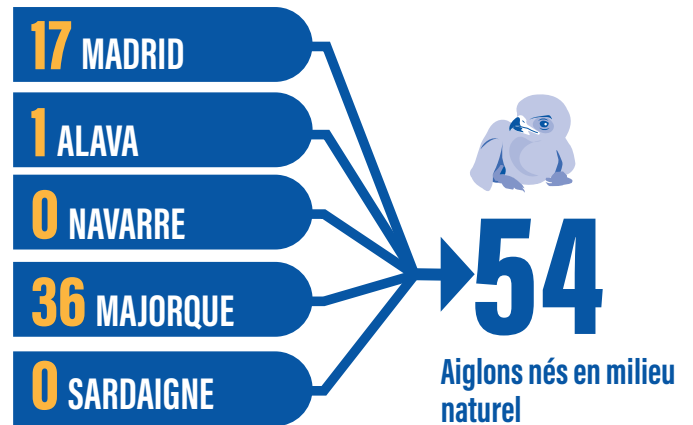 17 MADRID
1 ALAVA
0 NAVARRE
36 MAJORQUE
0 SARDAIGNE
54
Aiglons nés en milieu
naturel